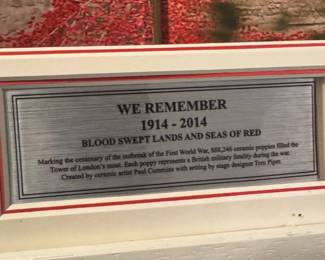 WE REMEMBER
1914 - 2014
BLOOD SWEPT LANDS AND SEAS OF RED
Marking the centenary of the outbreak of the First World War, 888,246 ceramic poppies filled the
Tower of London's moat. Each poppy represents a British military fatality during the war.
Created by ceramic artist Paul Cummins with setting by stage designer Tom Piper.